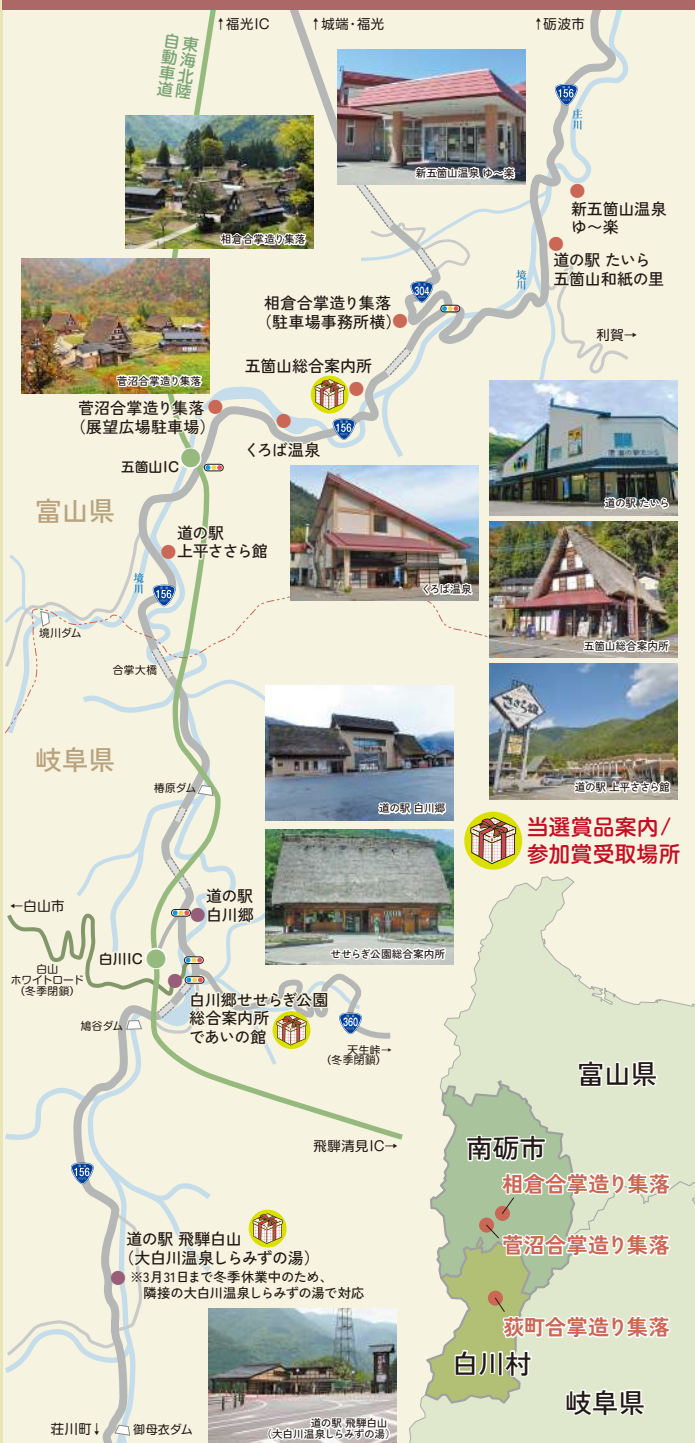 ↑福光IC
↑城端・福光
↑砺波市
東海北陸
自動車道
156
庄川
新五箇山温泉 ゆ〜楽
相倉合掌造り集落
新五箇山温泉
ゆ〜楽
道の駅 たいら
五箇山和紙の里
境川
304
相倉合掌造り集落
(駐車場事務所横)
利賀→
菅沼合掌造り集落
五箇山総合案内所
菅沼合掌造り集落
(展望広場駐車場)
156
くろば温泉
五箇山IC
道の駅 たいら
富山県
道の駅
上平ささら館
くろば温泉
境川
156
境川ダム
五箇山総合案内所
合掌大橋
ささら館
道の駅 上平ささら館
岐阜県
椿原ダム
道の駅 白川郷
当選賞品案内/
参加賞受取場所
道の駅
白川郷
←白山市
せせらぎ公園総合案内所
白川IC
白山
ホワイトロード
(冬季閉鎖)
白川郷せせらぎ公園
総合案内所
であいの館
鳩谷ダム
360
天生峠→
(冬季閉鎖)
飛騨清見IC→
156
道の駅 飛騨白山
(大白川温泉しらみずの湯)
※3月31日まで冬季休業中のため、
隣接の大白川温泉しらみずの湯で対応
道の駅 飛騨白山
(大白川温泉しらみずの湯)
荘川町↓
御母衣ダム
富山県
南砺市
相倉合掌造り集落
菅沼合掌造り集落
荻町合掌造り集落
白川村
岐阜県